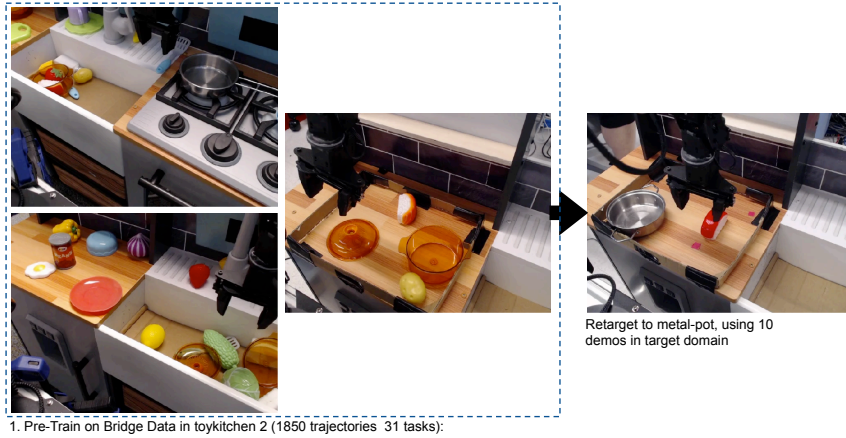 Retarget to metal-pot, using 10
demos in target domain
1. Pre-Train on Bridge Data in toykitchen 2 (1850 trajectories 31 tasks):